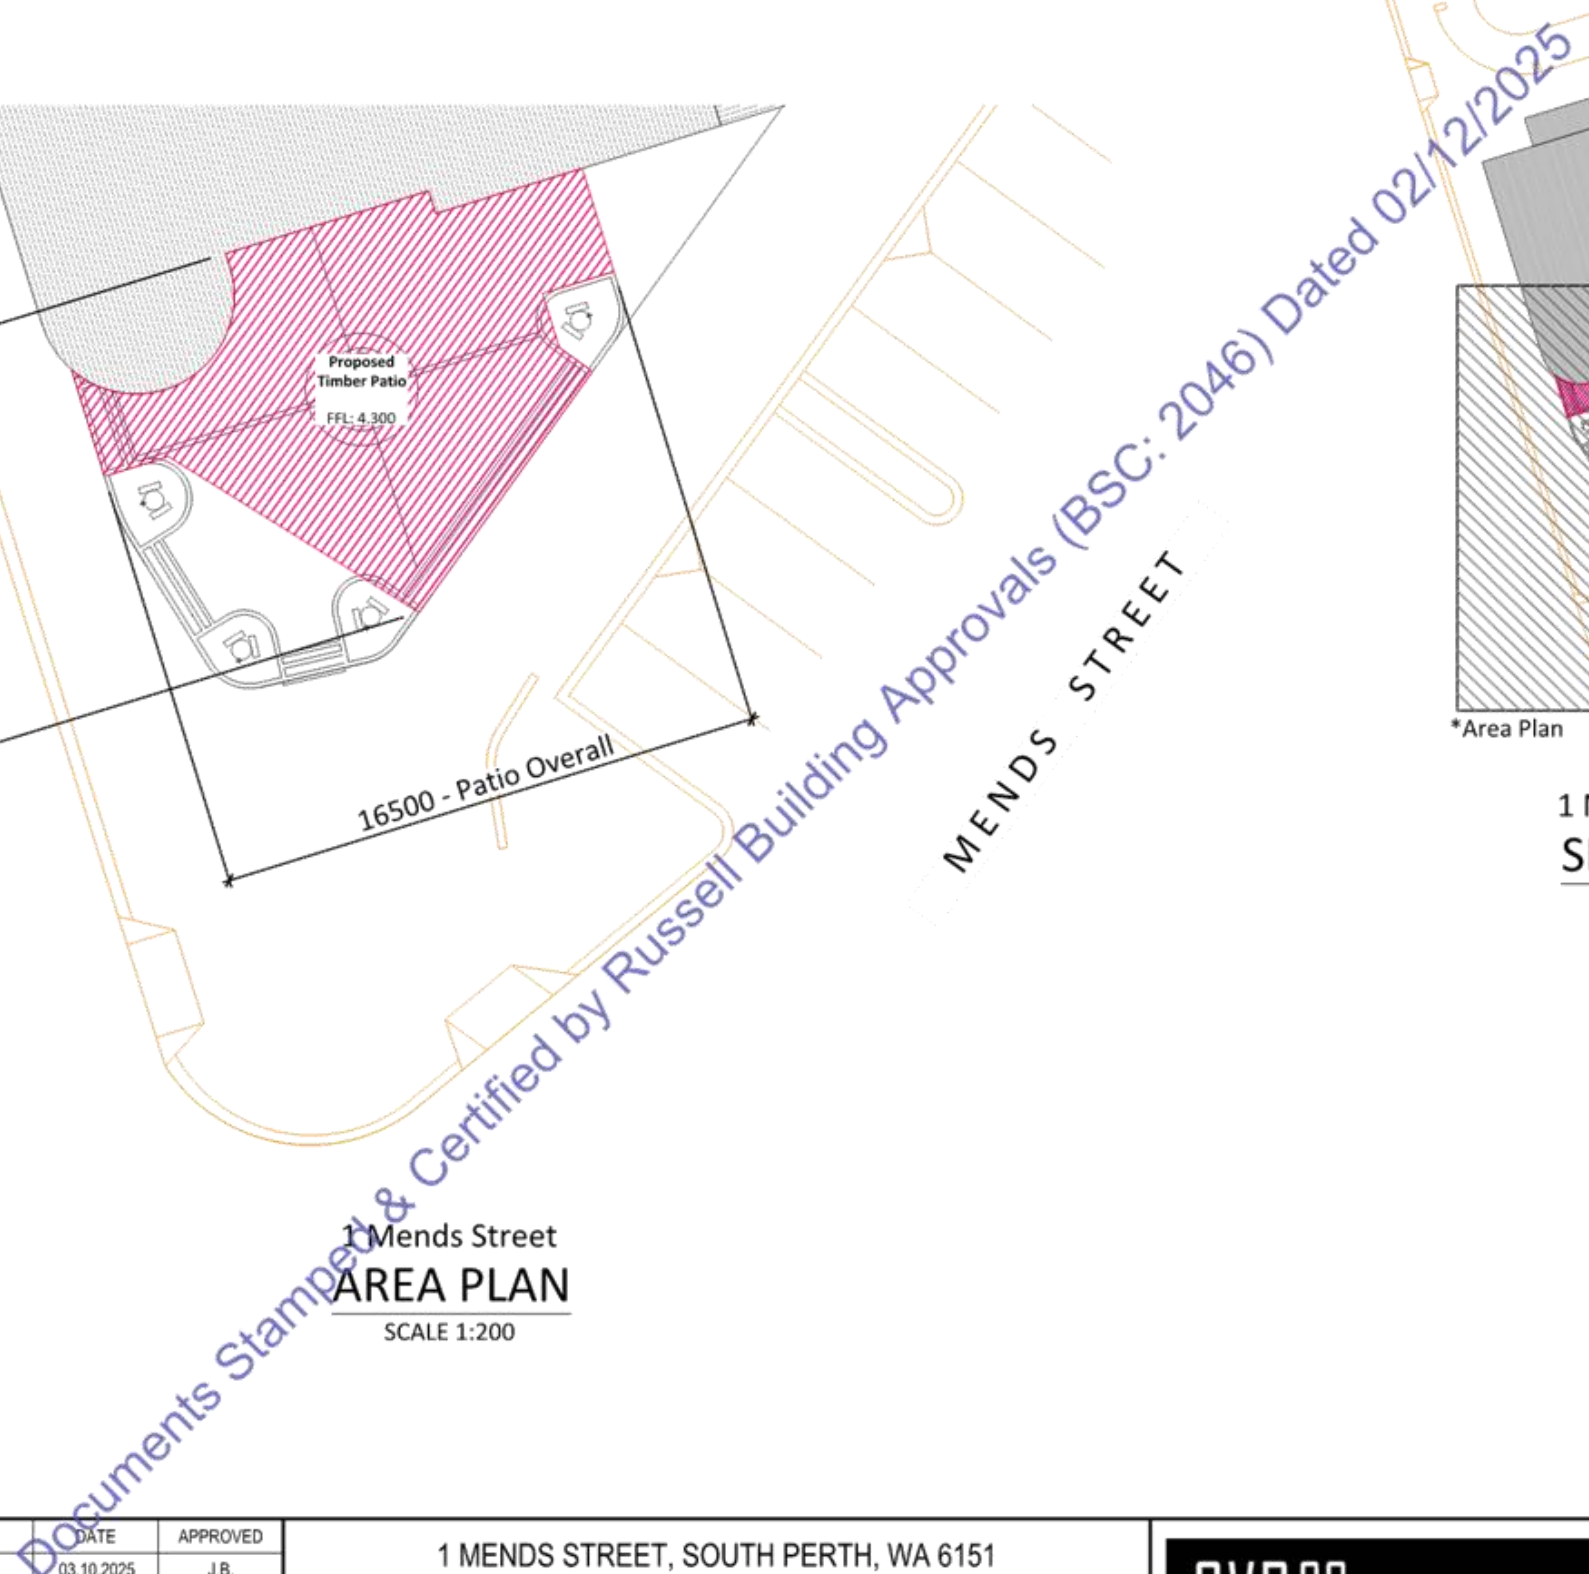 Documents Stamped & Certified by Russell Building Approvals (BSC: 2046) Dated 02/12/2025
Proposed
Timber Patio
FFL: 4.300
16500 - Patio Overall
MENDS STREET
*Area Plan
1 Mends Street
AREA PLAN
SCALE 1:200
DATE
APPROVED
03.10.2025
J.B.
1 MENDS STREET, SOUTH PERTH, WA 6151